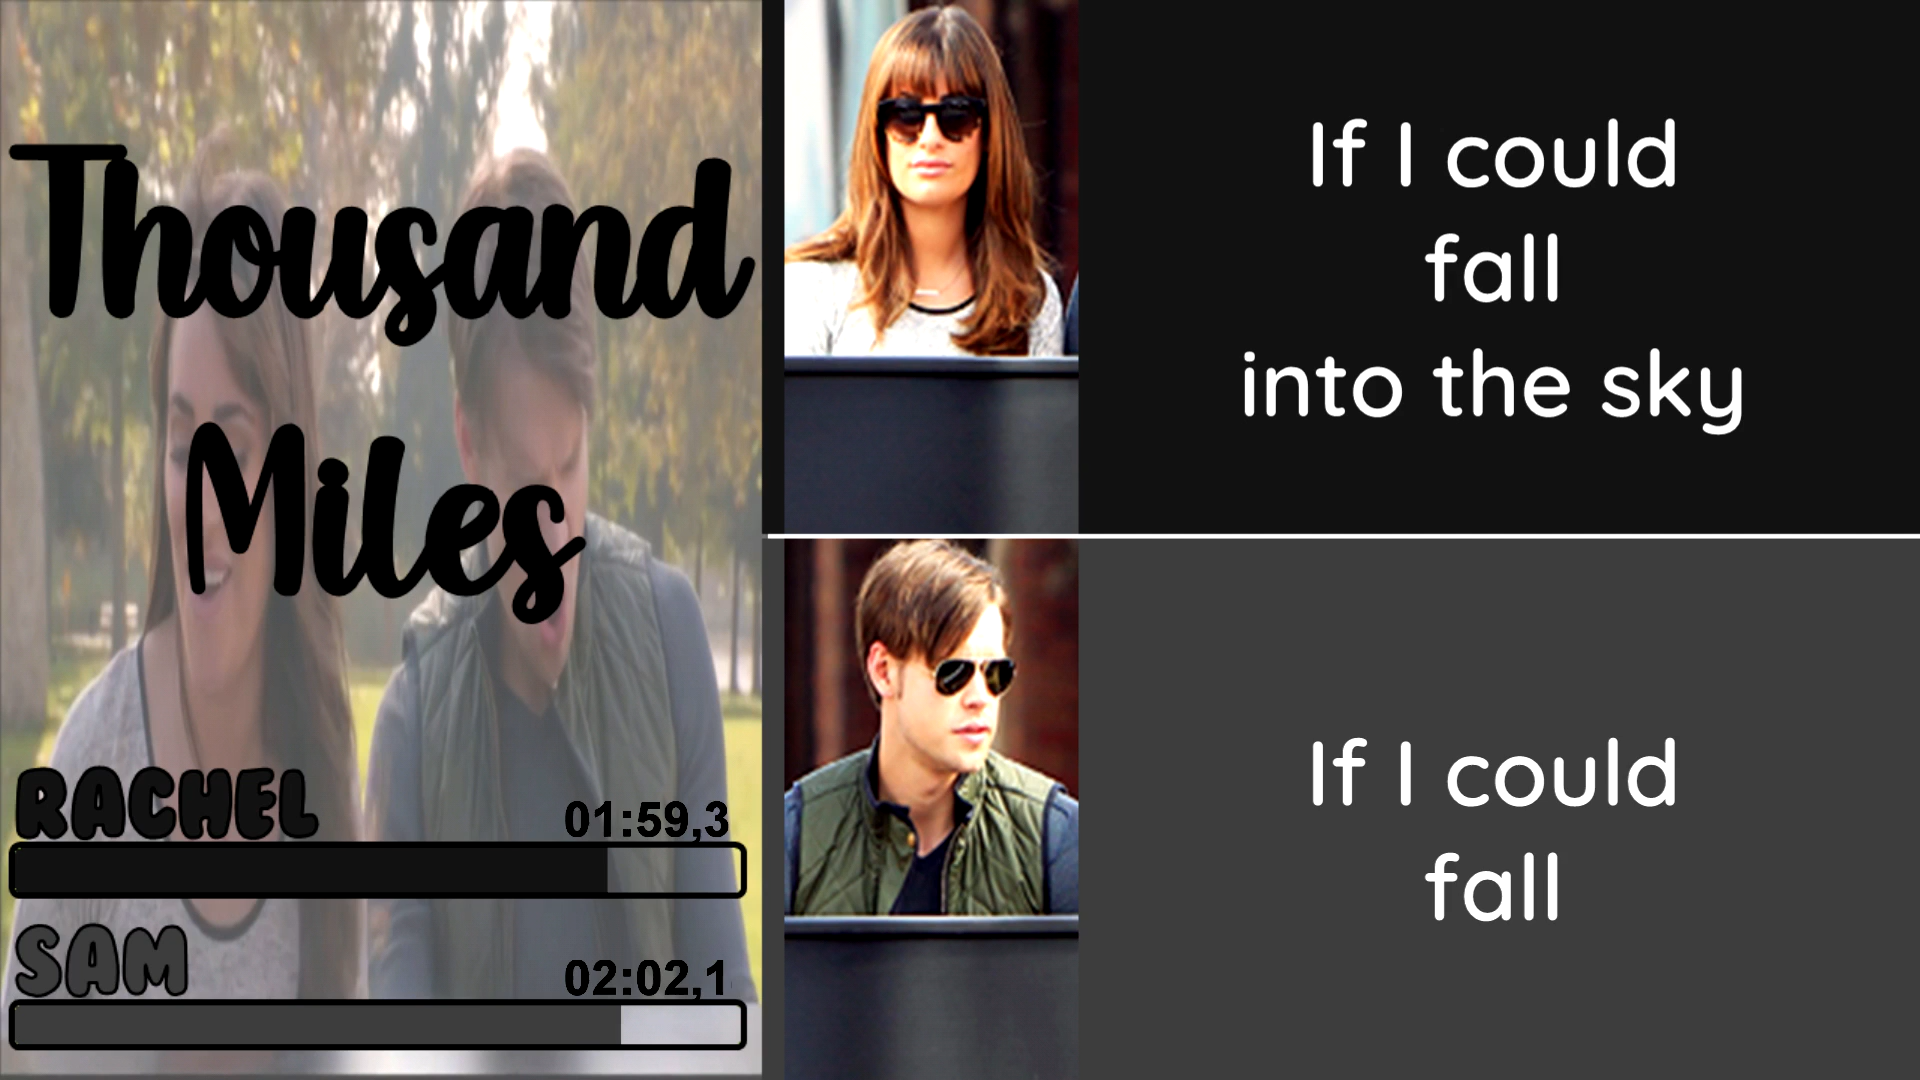 Thousand
Miles
RACHEL
01:59,3
SAM
02:02,1
If I could
fall
into the sky
If I could
fall